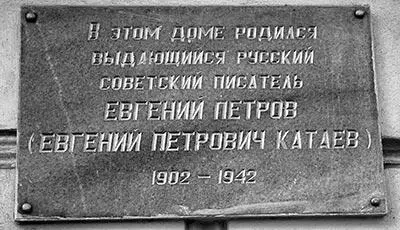 В ЭТОМ ДОМЕ РОДИЛСЯ
ВЫДАЮЩИЙСЯ РУССКИЙ
СОВЕТСКИЙ ПИСАТЕЛЬ
ЕВГЕНИЙ ПЕТРОВ
(ЕВГЕНИЙ ПЕТРОВИЧ КАТАЕВ)
1902 – 1942